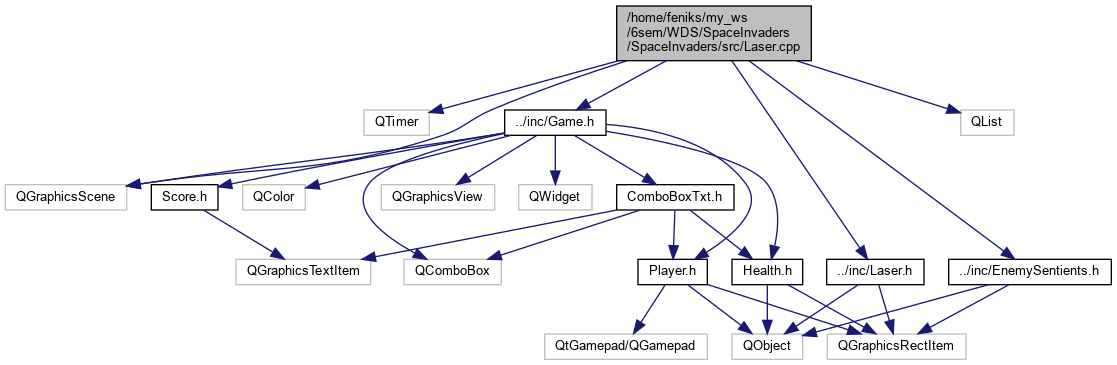 /home/feniks/my_ws
/6sem/WDS/SpaceInvaders
/SpaceInvaders/src/Laser.cpp
QTimer
../inc/Game.h
QList
QGraphicsScene
Score.h
QColor
QGraphicsView
QWidget
ComboBoxTxt.h
QGraphicsTextItem
QComboBox
Player.h
Health.h
../inc/Laser.h
../inc/EnemySentients.h
QtGamepad/QGamepad
QObject
QGraphicsRectItem